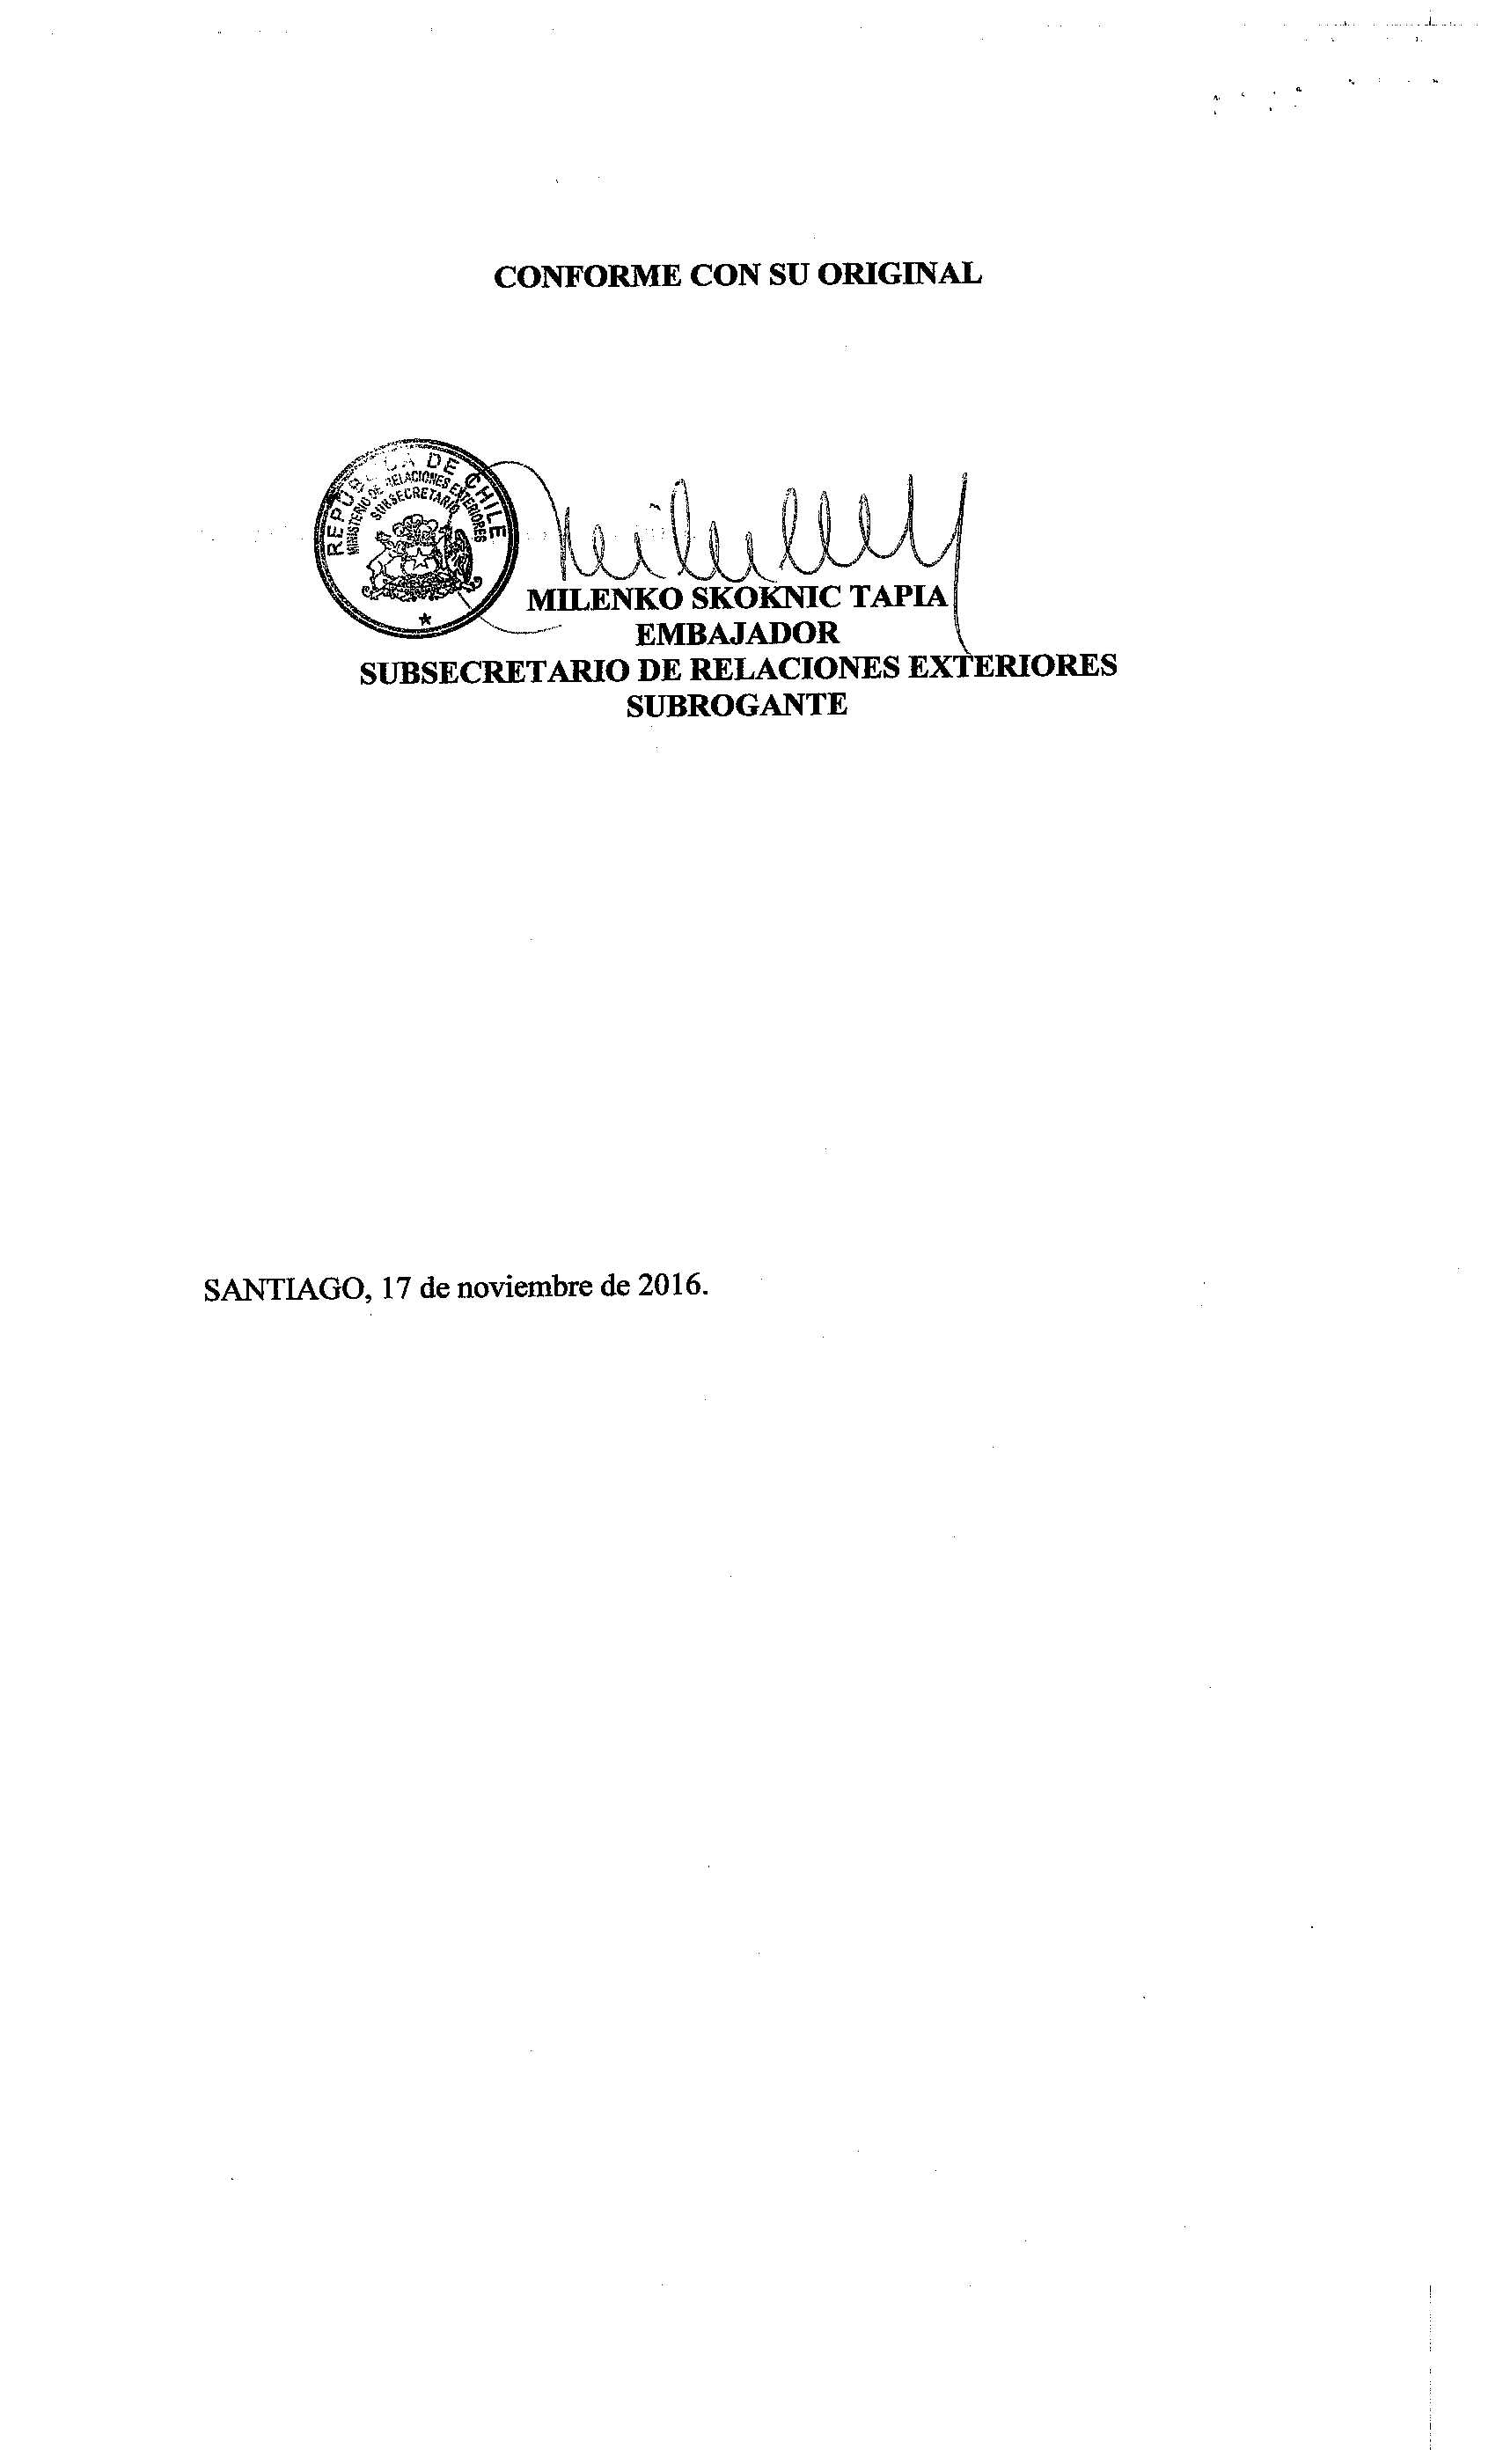 CONFORME CON SU ORIGINAL
REPÚBLICA DE CHILE
MINISTERIO DE RELACIONES EXTERIORES
SUBSECRETARIO
MILENKO SKOKNIC TAPIA
EMBAJADOR
SUBSECRETARIO DE RELACIONES EXTERIORES
SUBROGANTE
SANTIAGO, 17 de noviembre de 2016.